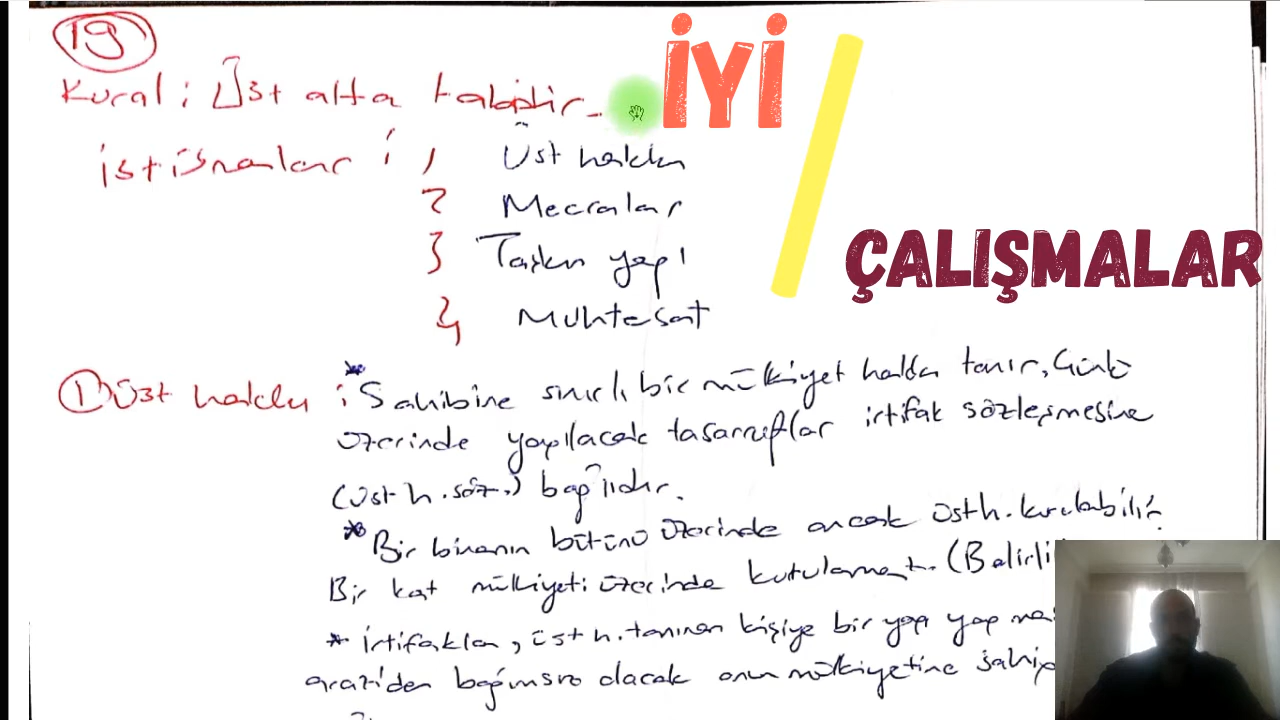 19
Kural: Üst alta tabidir.
İYİ
ÇALIŞMALAR
istisnalar: 1 Üst hakkı
2 Mecralar
3 Taşkın yapı
4 Muhtesat
① Üst hakkı : * Sahibine sınırlı bir mülkiyet hakkı tanır. Çünkü
üzerinde yapılacak tasarruflar irtifak sözleşmesine
(Üst h. söz.) bağlıdır.
* Bir binanın bütünü üzerinde ancak üst h. kurulabilir.
Bir kat mülkiyeti üzerinde kurulamaz. (Belirli
* irtifakla, üst h. tanınan kişiye bir yapı yap
araziden bağımsız olacak onun mülkiyetine sahip